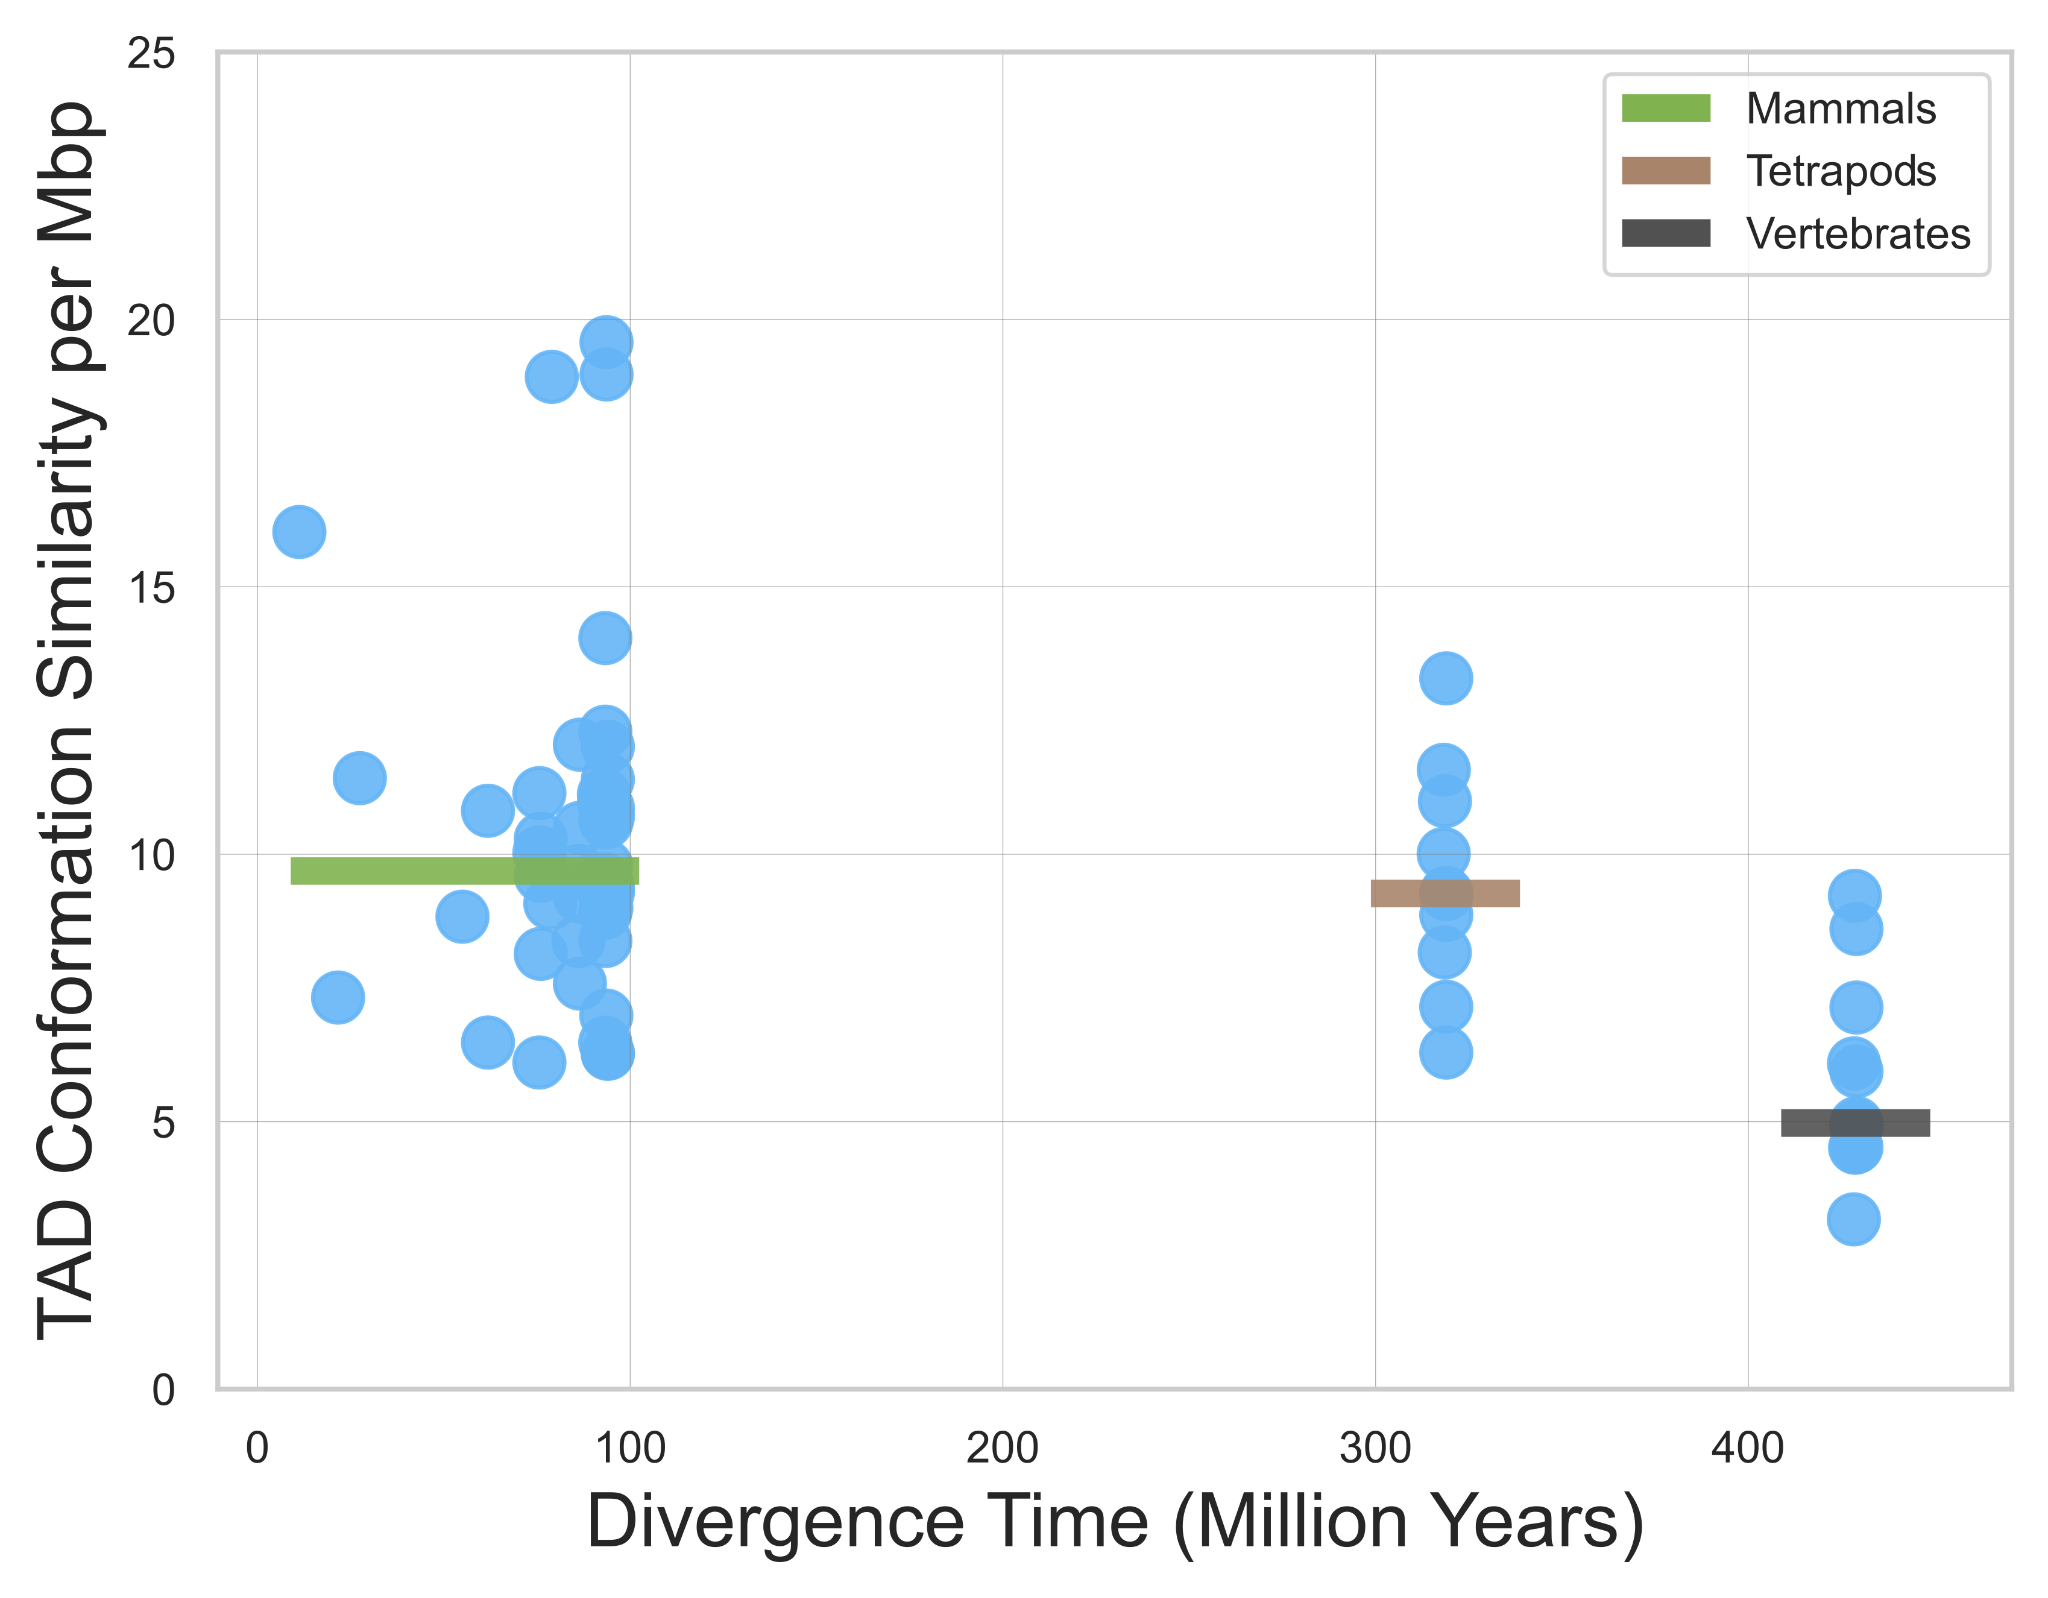 TAD Conformation Similarity per Mbp
25
20
15
10
5
0
Mammals
Tetrapods
Vertebrates
0 100 200 300 400
Divergence Time (Million Years)